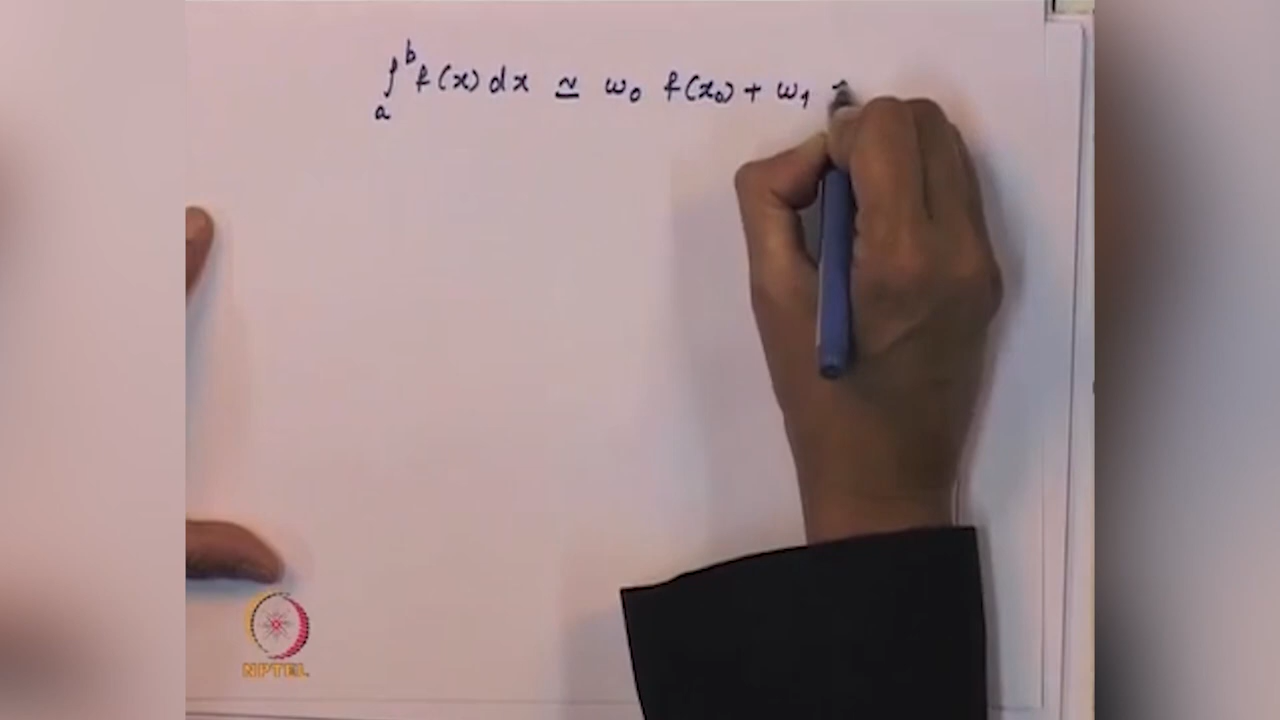 ∫_a^b f(x) dx ≃ w₀ f(x₀) + w₁
NPTEL